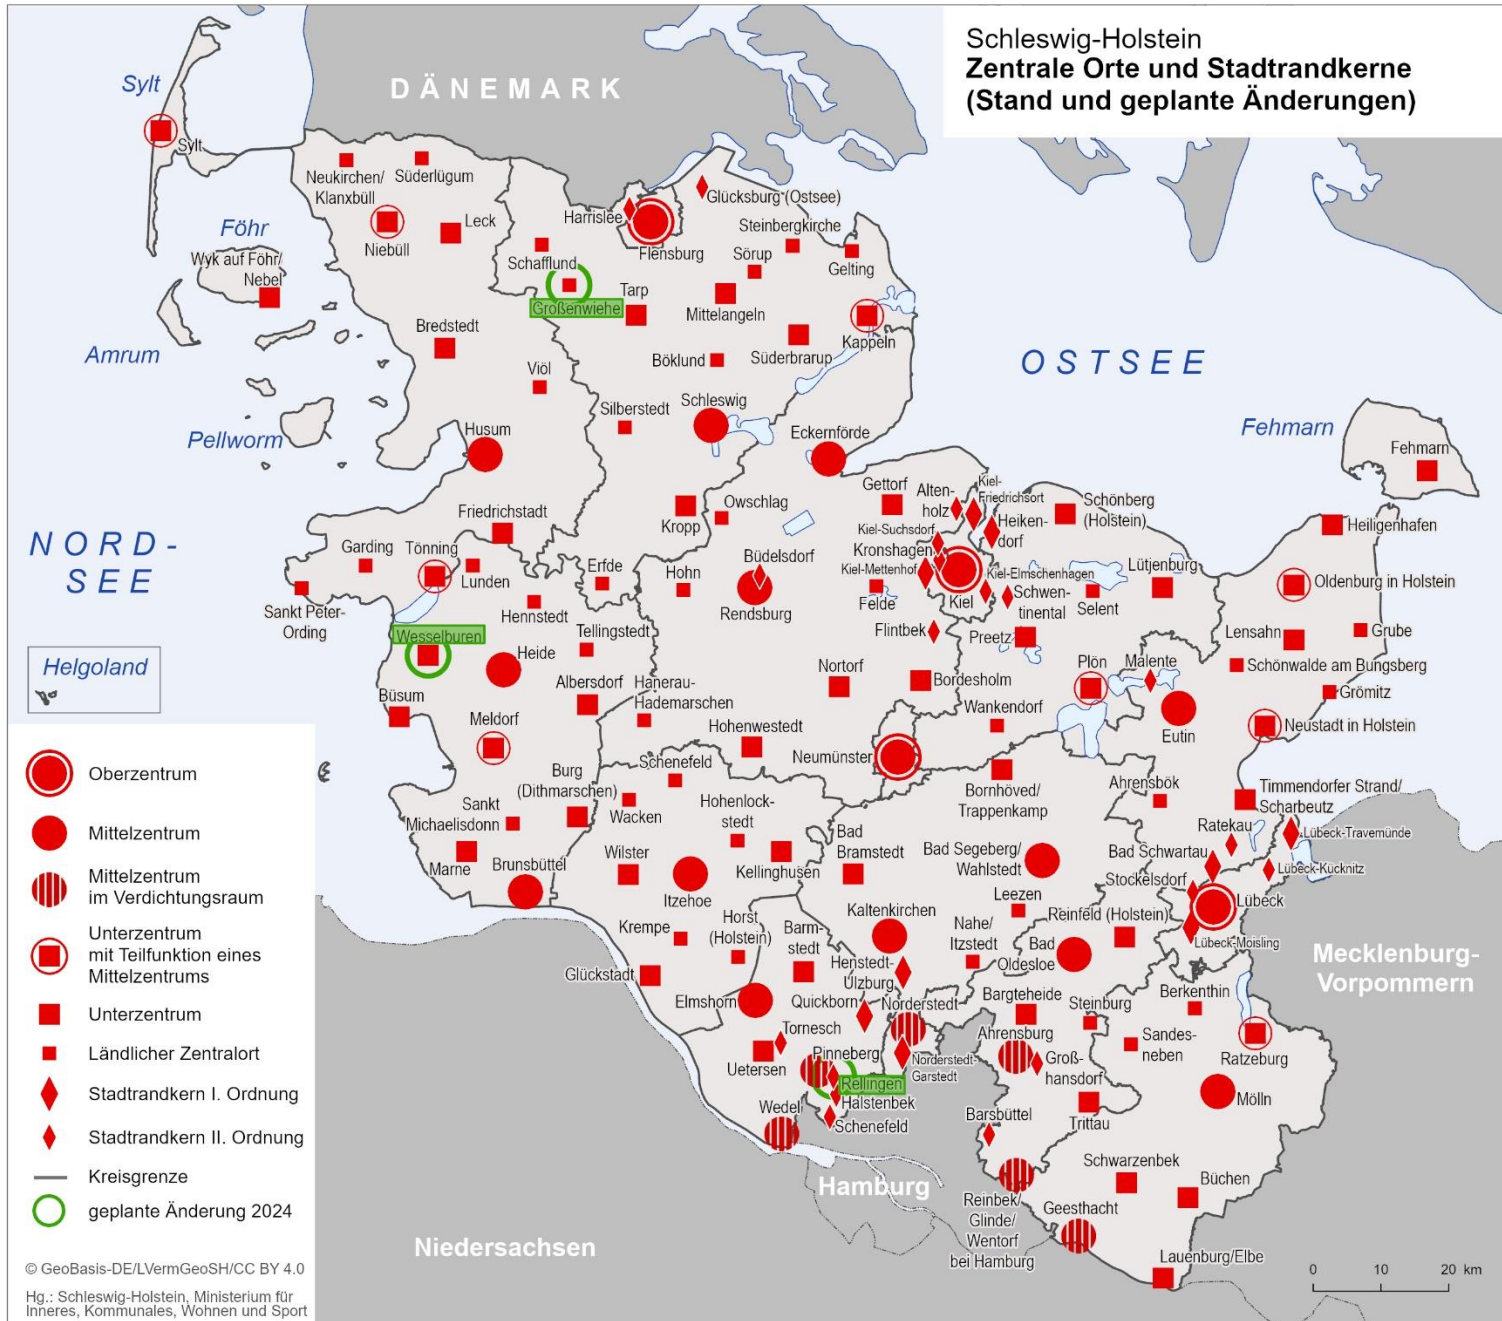 Schleswig-Holstein
Zentrale Orte und Stadtrandkerne
(Stand und geplante Änderungen)
DÄNEMARK
Sylt
Sylt
Neukirchen/
Klanxbüll
Süderlügum
Niebüll
Leck
Föhr
Wyk auf Föhr/
Nebel
Amrum
Pellworm
Harrislee
Flensburg
Glücksburg (Ostsee)
Steinbergkirche
Sörup
Gelting
Schafflund
Großenwiehe
Tarp
Mittelangeln
Kappeln
Süderbrarup
Böklund
Bredstedt
Viöl
Silberstedt
Schleswig
Husum
Eckernförde
OSTSEE
Fehmarn
Fehmarn
NORD-
SEE
Friedrichstadt
Garding
Tönning
Lunden
Sankt Peter-
Ording
Erfde
Hennstedt
Kropp
Owschlag
Hohn
Büdelsdorf
Rendsburg
Gettorf
Alten-
holz
Kiel-
Friedrichsort
Heiken-
dorf
Kiel-Suchsdorf
Kronshagen
Kiel-Mettenhof
Kiel
Kiel-Elmschenhagen
Schwen-
tinental
Felde
Flintbek
Preetz
Schönberg
(Holstein)
Selent
Lütjenburg
Heiligenhafen
Oldenburg in Holstein
Lensahn
Grube
Schönwalde am Bungsberg
Grömitz
Neustadt in Holstein
Helgoland
Wesselburen
Heide
Tellingstedt
Büsum
Meldorf
Albersdorf
Hanerau-
Hademarschen
Nortorf
Bordesholm
Hohenwestedt
Neumünster
Wankendorf
Plön
Malente
Eutin
Bornhöved/
Trappenkamp
Ahrensbök
Timmendorfer Strand/
Scharbeutz
Ratekau
Lübeck-Travemünde
Bad Schwartau
Lübeck-Kücknitz
Stockelsdorf
Lübeck
Lübeck-Moisling
Burg
(Dithmarschen)
Sankt
Michaelisdonn
Marne
Brunsbüttel
Schenefeld
Wacken
Hohenlock-
stedt
Wilster
Itzehoe
Kellinghusen
Bad
Bramstedt
Bad Segeberg/
Wahlstedt
Leezen
Kaltenkirchen
Nahe/
Itzstedt
Reinfeld (Holstein)
Bad
Oldesloe
Krempe
Horst
(Holstein)
Barm-
stedt
Glückstadt
Elmshorn
Henstedt-
Ulzburg
Quickborn
Norderstedt
Norderstedt-
Garstedt
Tornesch
Uetersen
Pinneberg
Rellingen
Halstenbek
Schenefeld
Wedel
Bargteheide
Steinburg
Ahrensburg
Groß-
hansdorf
Trittau
Barsbüttel
Berkenthin
Sandes-
neben
Ratzeburg
Mölln
Mecklenburg-
Vorpommern
Hamburg
Reinbek/
Glinde/
Wentorf
bei Hamburg
Schwarzenbek
Büchen
Geesthacht
Lauenburg/Elbe
Niedersachsen
0 10 20 km
Oberzentrum
Mittelzentrum
Mittelzentrum
im Verdichtungsraum
Unterzentrum
mit Teilfunktion eines
Mittelzentrums
Unterzentrum
Ländlicher Zentralort
Stadtrandkern I. Ordnung
Stadtrandkern II. Ordnung
Kreisgrenze
geplante Änderung 2024
© GeoBasis-DE/LVermGeoSH/CC BY 4.0
Hg.: Schleswig-Holstein, Ministerium für
Inneres, Kommunales, Wohnen und Sport